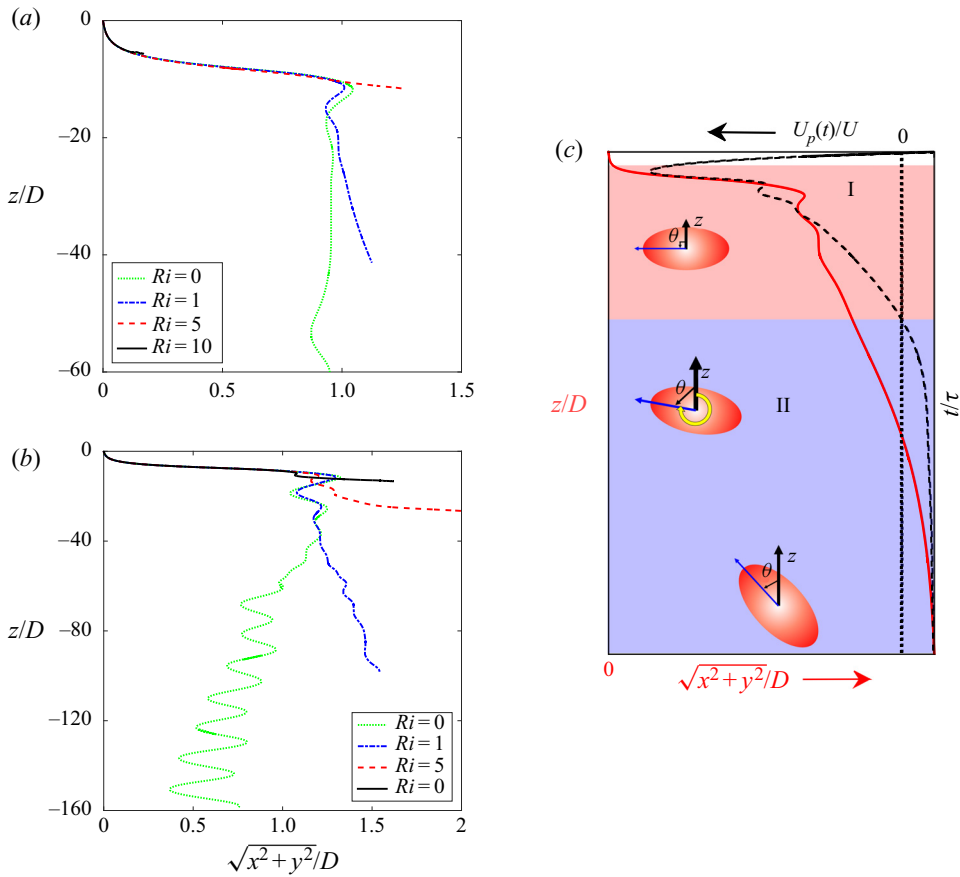 (a)
0
−20
−40
−60
z/D
0
0.5
1.0
1.5
Ri = 0
Ri = 1
Ri = 5
Ri = 10
(b)
0
−40
−80
−120
−160
z/D
0
0.5
1.0
1.5
2
√x² + y²/D
Ri = 0
Ri = 1
Ri = 5
Ri = 0
(c)
U_p(t)/U
0
I
z
θ
II
z
θ
z
θ
z/D
t/τ
0
√x² + y²/D